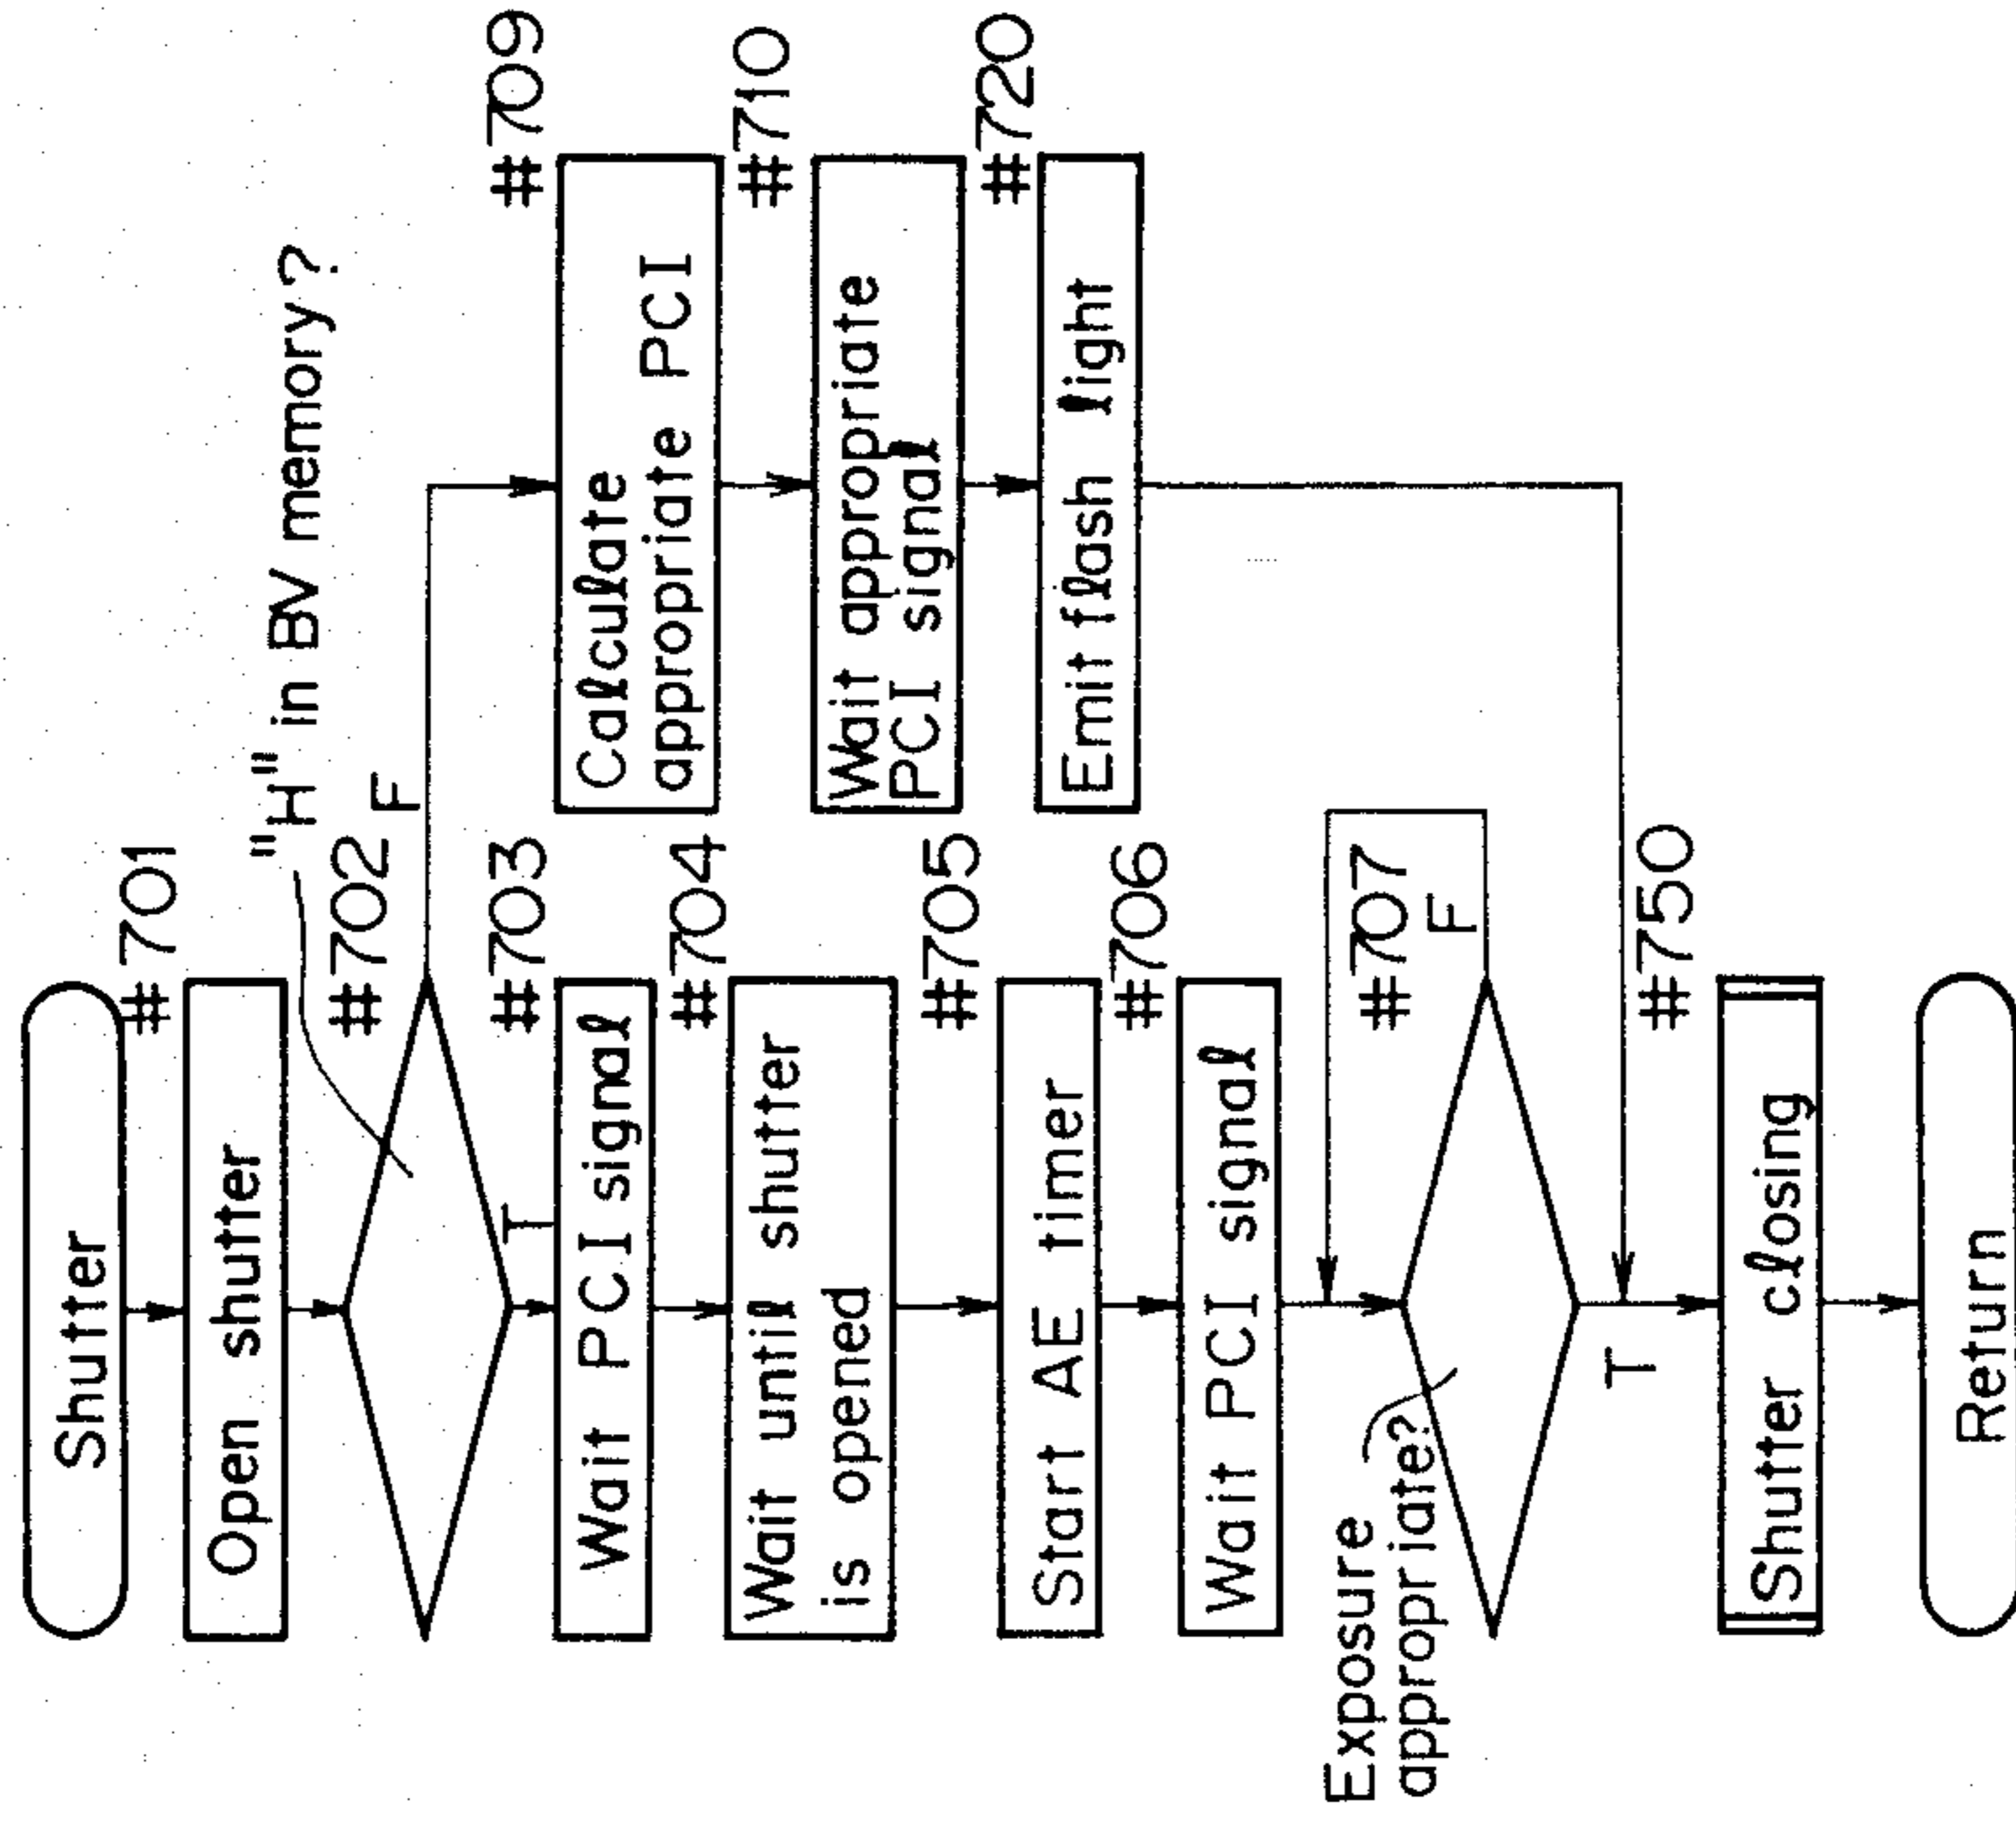 Shutter
#701
Open shutter
"H" in BV memory?
#702
F
T
#703
Wait PCI signal
#704
Wait until shutter
is opened
#705
Start AE timer
#706
Wait PCI signal
Exposure
appropriate?
#707
F
T
#709
Calculate
appropriate PCI
#710
Wait appropriate
PCI signal
#720
Emit flash light
#750
Shutter closing
Return